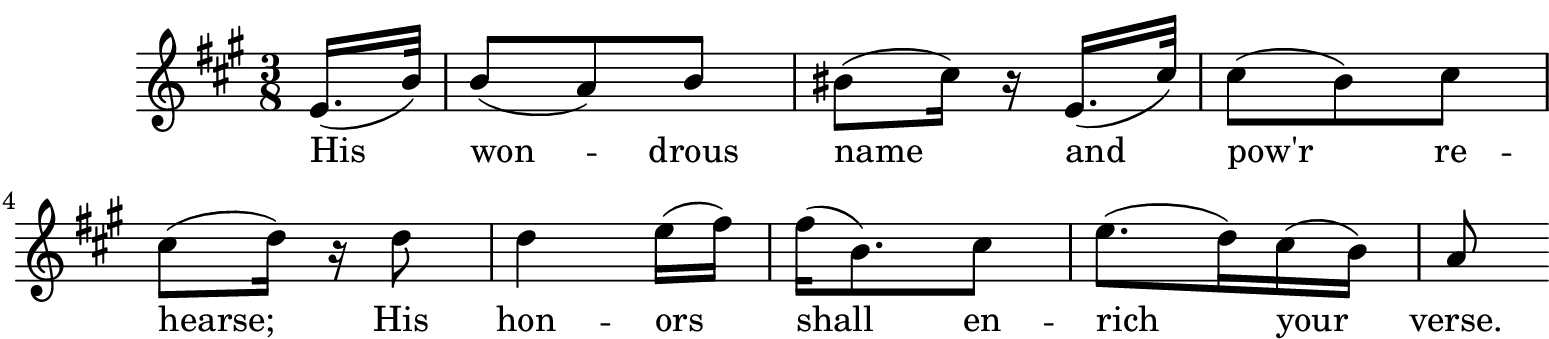 3
8
His won - drous name and pow'r re -
4
hearse; His hon - ors shall en - rich your verse.